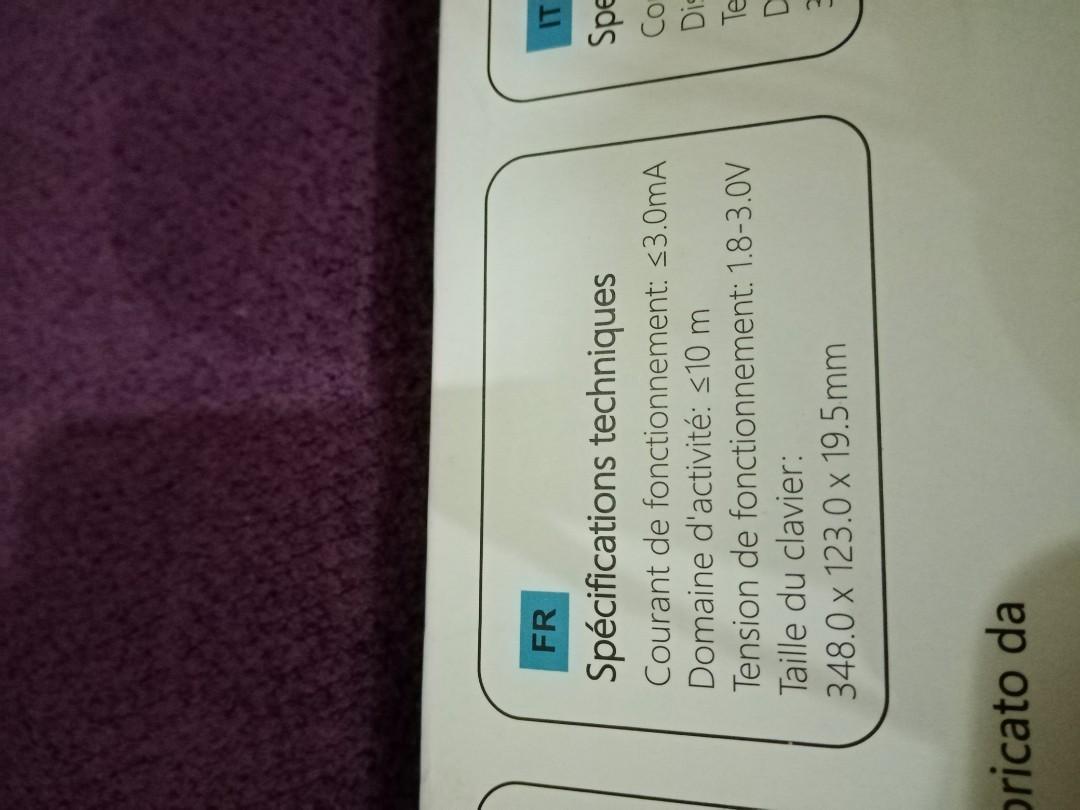 FR
Spécifications techniques
Courant de fonctionnement: ≤3.0mA
Domaine d'activité: ≤10 m
Tension de fonctionnement: 1.8-3.0V
Taille du clavier:
348.0 x 123.0 x 19.5mm
IT